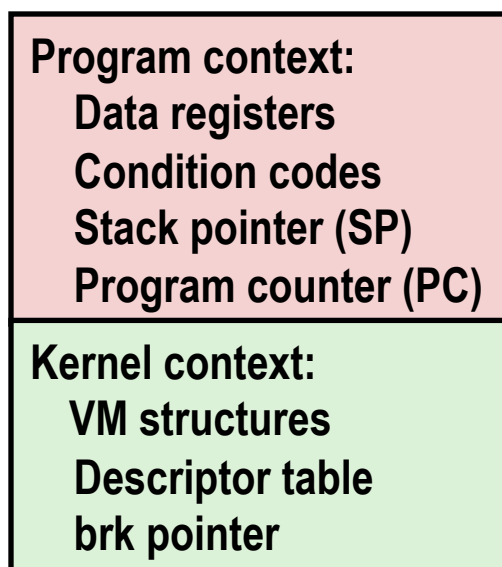 Program context:
Data registers
Condition codes
Stack pointer (SP)
Program counter (PC)
Kernel context:
VM structures
Descriptor table
brk pointer